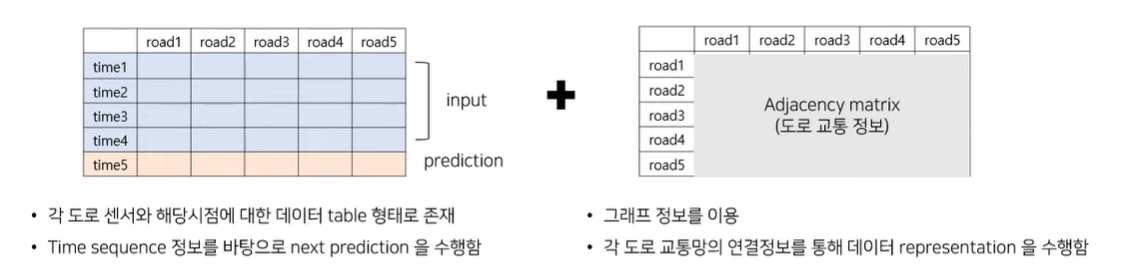 road1 road2 road3 road4 road5
time1
time2
time3
time4
time5
input
prediction
• 각 도로 센서와 해당시점에 대한 데이터 table 형태로 존재
• Time sequence 정보를 바탕으로 next prediction 을 수행함
+
road1 road2 road3 road4 road5
road1
road2
road3
road4
road5
Adjacency matrix
(도로 교통 정보)
• 그래프 정보를 이용
• 각 도로 교통망의 연결정보를 통해 데이터 representation 을 수행함